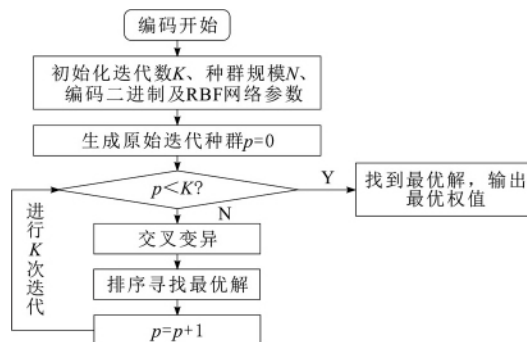 编码开始
初始化迭代数K、种群规模N、
编码二进制及RBF网络参数
生成原始迭代种群p=0
p<K?
Y
找到最优解，输出
最优权值
N
交叉变异
排序寻找最优解
p=p+1
进行K次迭代